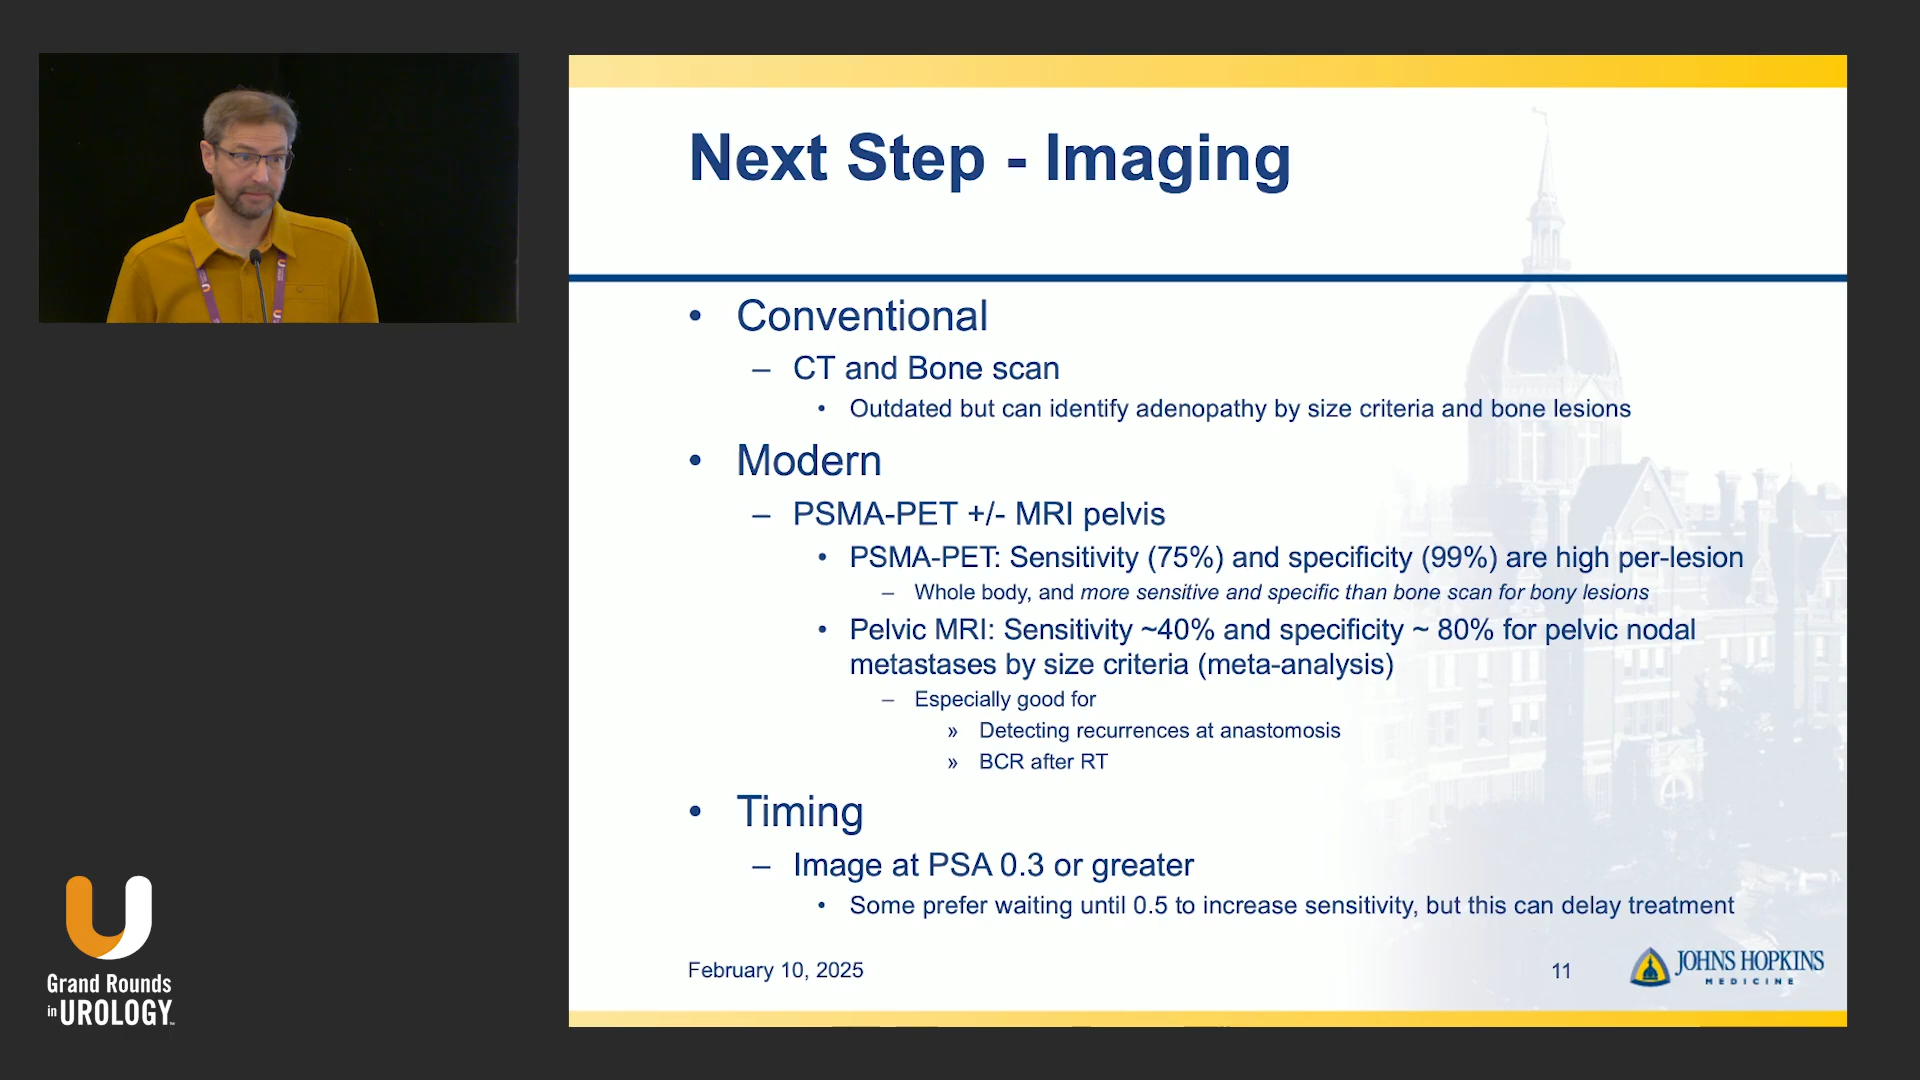 Next Step - Imaging
• Conventional
– CT and Bone scan
• Outdated but can identify adenopathy by size criteria and bone lesions
• Modern
– PSMA-PET +/- MRI pelvis
• PSMA-PET: Sensitivity (75%) and specificity (99%) are high per-lesion
– Whole body, and more sensitive and specific than bone scan for bony lesions
• Pelvic MRI: Sensitivity ~40% and specificity ~ 80% for pelvic nodal
metastases by size criteria (meta-analysis)
– Especially good for
» Detecting recurrences at anastomosis
» BCR after RT
• Timing
– Image at PSA 0.3 or greater
• Some prefer waiting until 0.5 to increase sensitivity, but this can delay treatment
February 10, 2025
11
JOHNS HOPKINS
MEDICINE
Grand Rounds
in UROLOGY